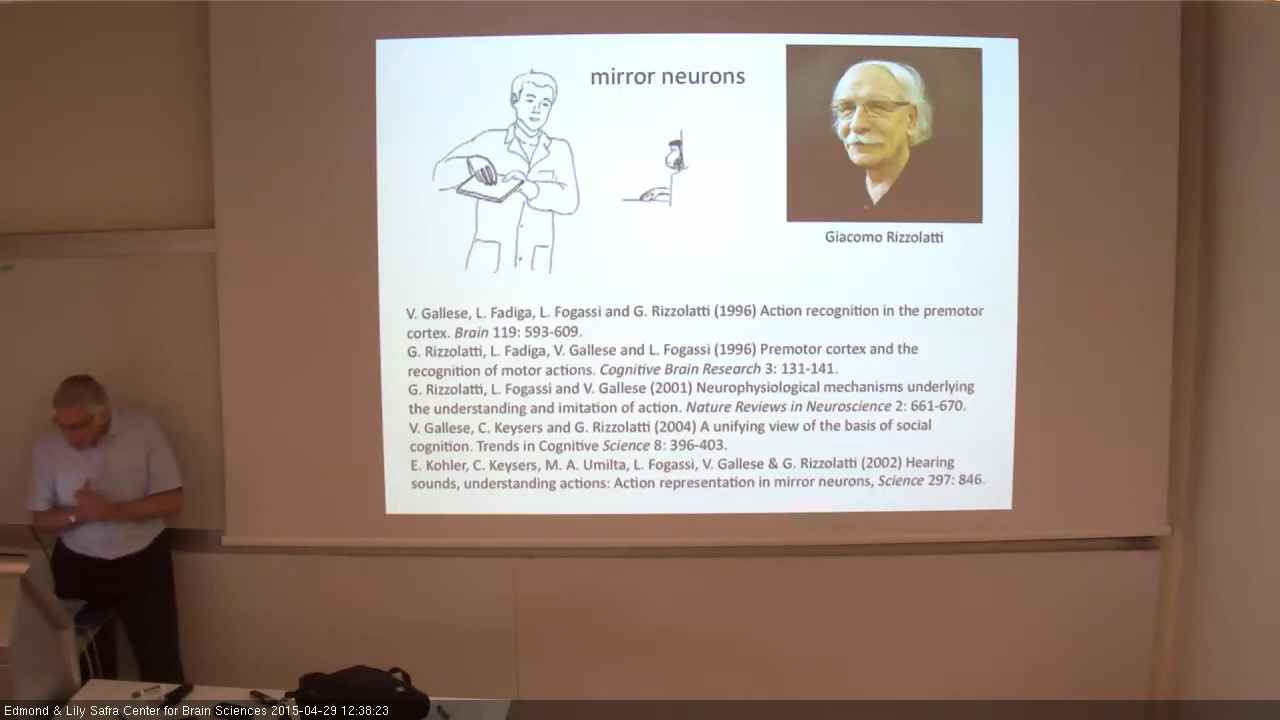 mirror neurons
Giacomo Rizzolatti
V. Gallese, L. Fadiga, L. Fogassi and G. Rizzolatti (1996) Action recognition in the premotor
cortex. Brain 119: 593-609.
G. Rizzolatti, L. Fadiga, V. Gallese and L. Fogassi (1996) Premotor cortex and the
recognition of motor actions. Cognitive Brain Research 3: 131-141.
G. Rizzolatti, L. Fogassi and V. Gallese (2001) Neurophysiological mechanisms underlying
the understanding and imitation of action. Nature Reviews in Neuroscience 2: 661-670.
V. Gallese, C. Keysers and G. Rizzolatti (2004) A unifying view of the basis of social
cognition. Trends in Cognitive Science 8: 396-403.
E. Kohler, C. Keysers, M. A. Umilta, L. Fogassi, V. Gallese & G. Rizzolatti (2002) Hearing
sounds, understanding actions: Action representation in mirror neurons, Science 297: 846.
Edmond & Lily Safra Center for Brain Sciences 2015-04-29 12:38:23